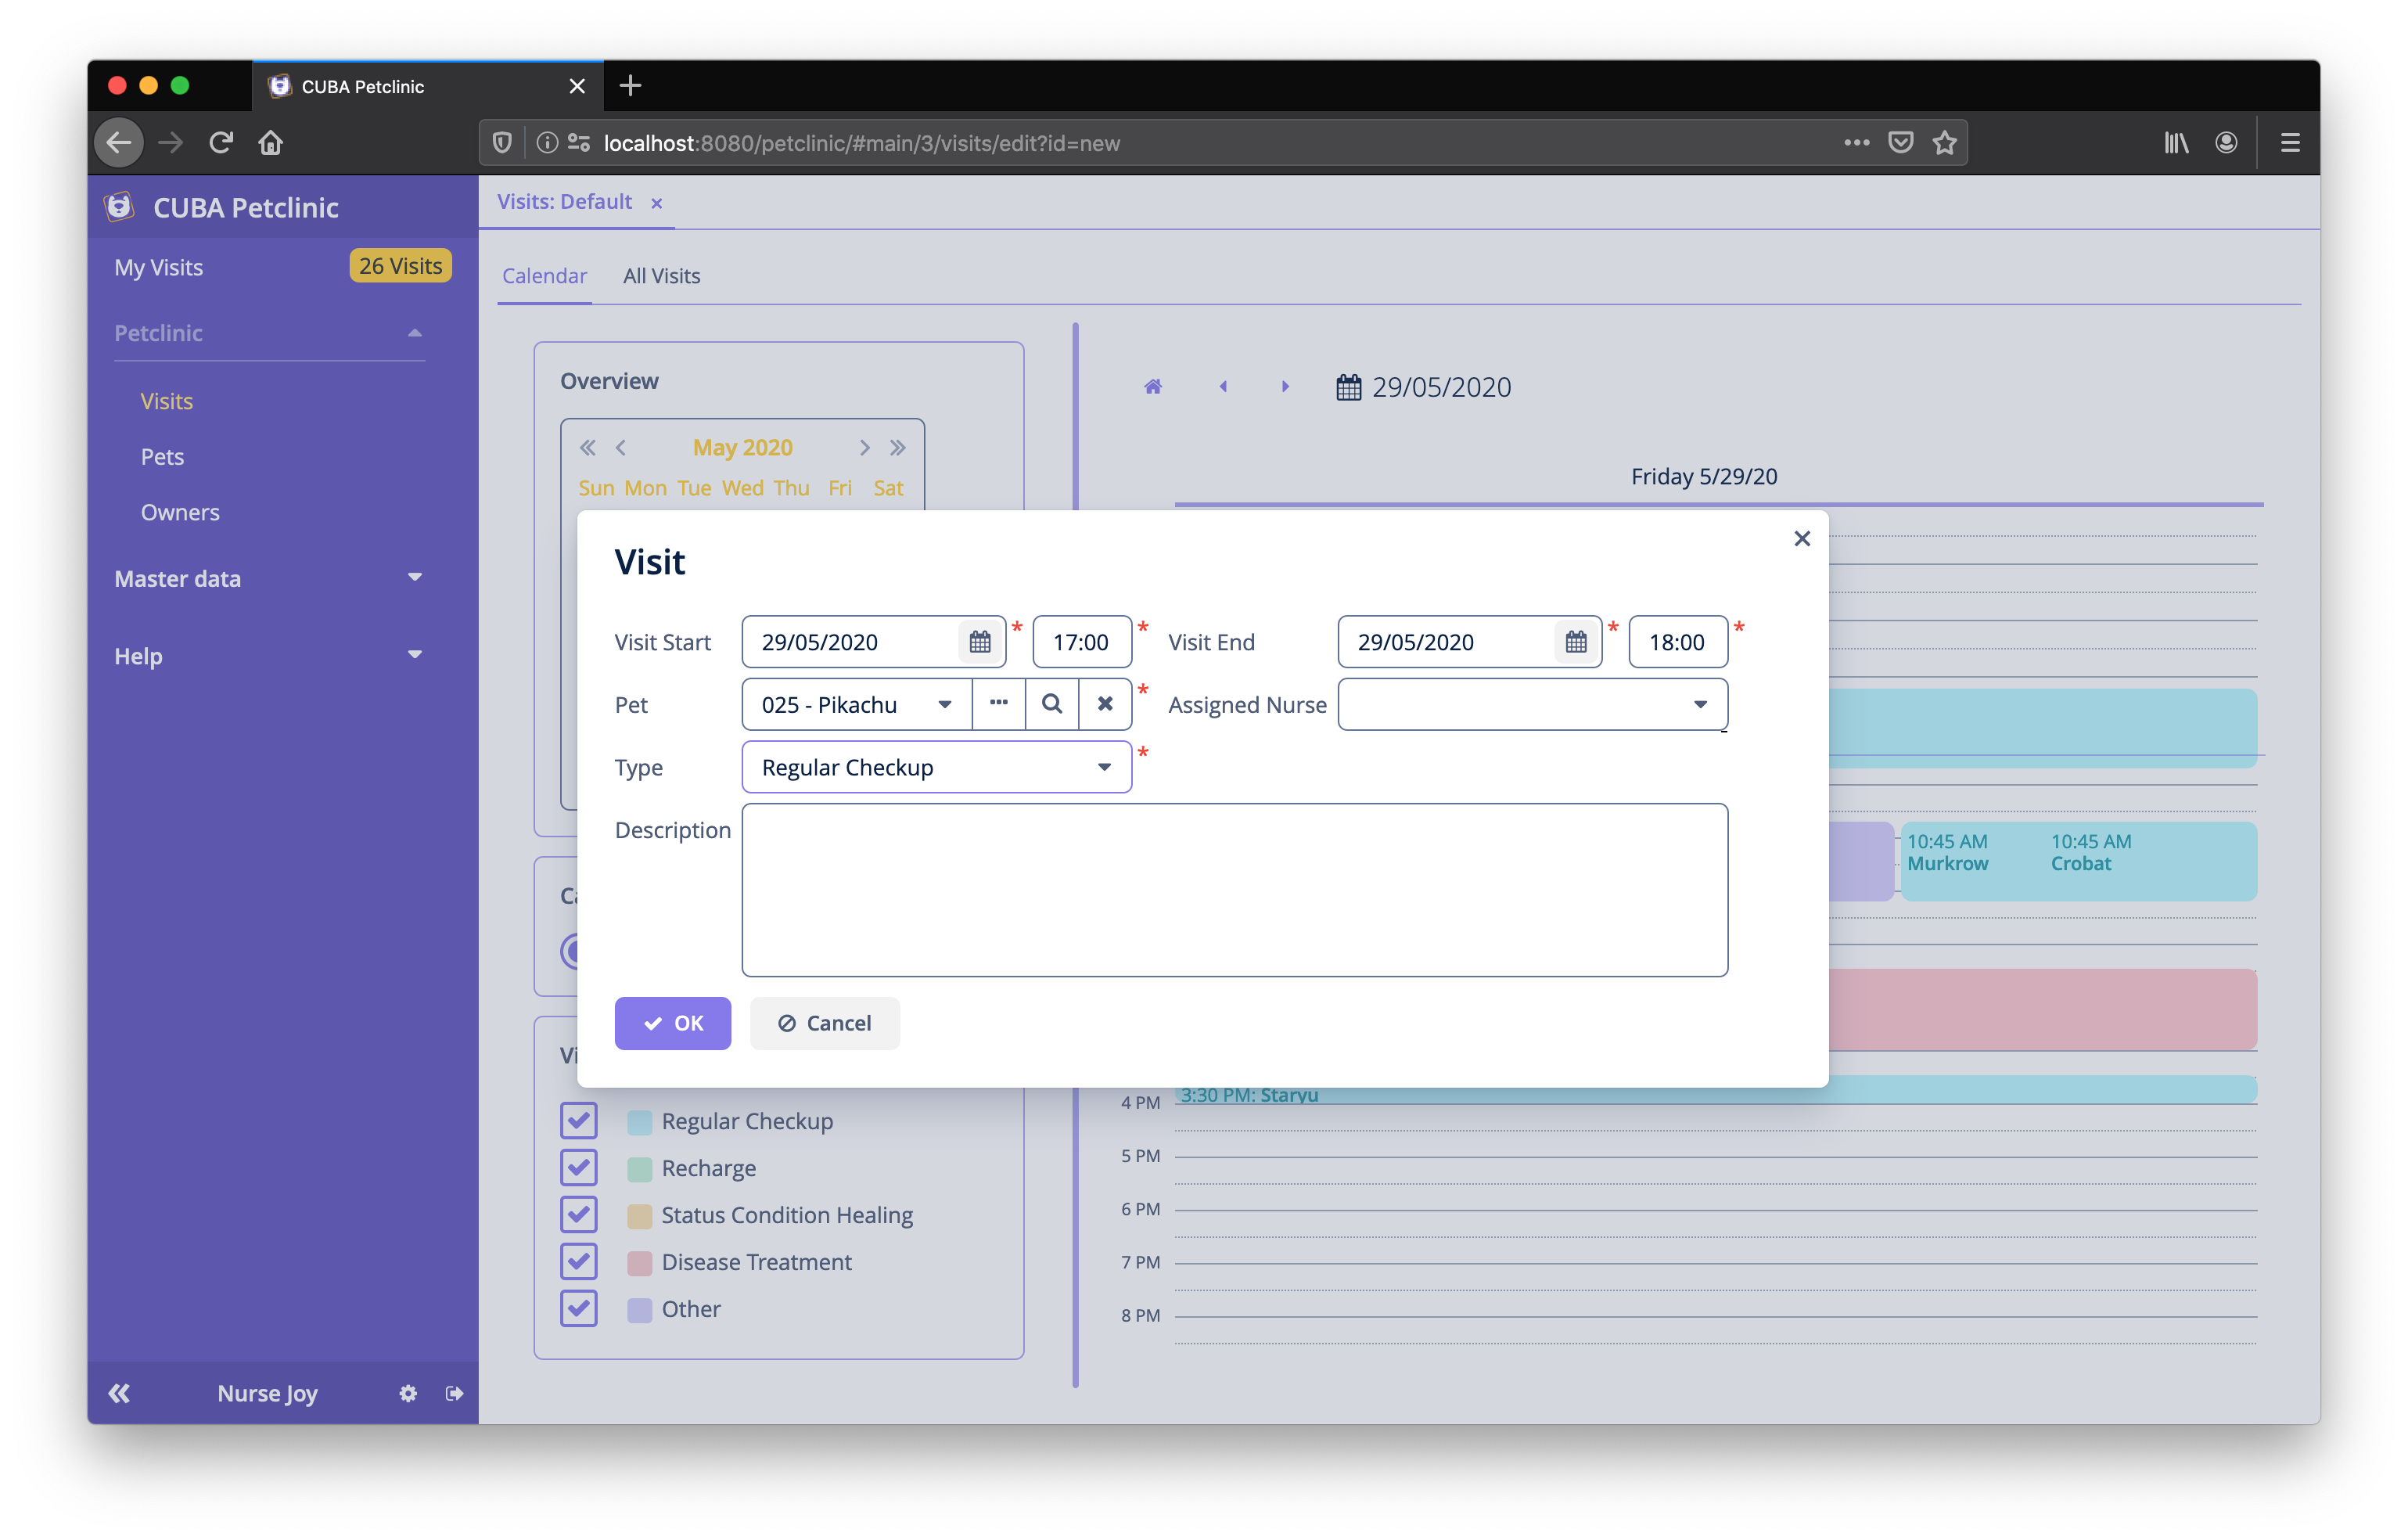 CUBA Petclinic
localhost:8080/petclinic/#main/3/visits/edit?id=new
CUBA Petclinic
My Visits
26 Visits
Petclinic
Visits
Pets
Owners
Master data
Help
Nurse Joy
Visits: Default
Calendar
All Visits
Overview
May 2020
Sun Mon Tue Wed Thu Fri Sat
29/05/2020
Friday 5/29/20
Visit
Visit Start
29/05/2020
*
17:00
*
Visit End
29/05/2020
*
18:00
*
Pet
025 - Pikachu
*
Assigned Nurse
Type
Regular Checkup
*
Description
OK
Cancel
10:45 AM
Murkrow
10:45 AM
Crobat
Regular Checkup
Recharge
Status Condition Healing
Disease Treatment
Other
3:30 PM: Staryu
4 PM
5 PM
6 PM
7 PM
8 PM